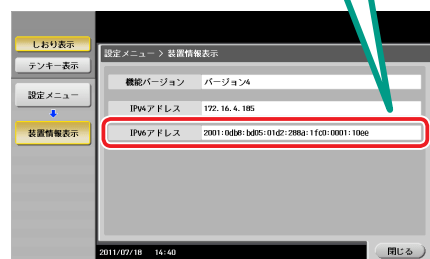 しおり表示
テンキー表示
設定メニュー
装置情報表示
設定メニュー > 装置情報表示
機能バージョン バージョン4
IPv4アドレス 172.16.4.185
IPv6アドレス 2001:0db8:bd05:01d2:288a:1fc0:0001:10ee
2011/07/18 14:40
閉じる